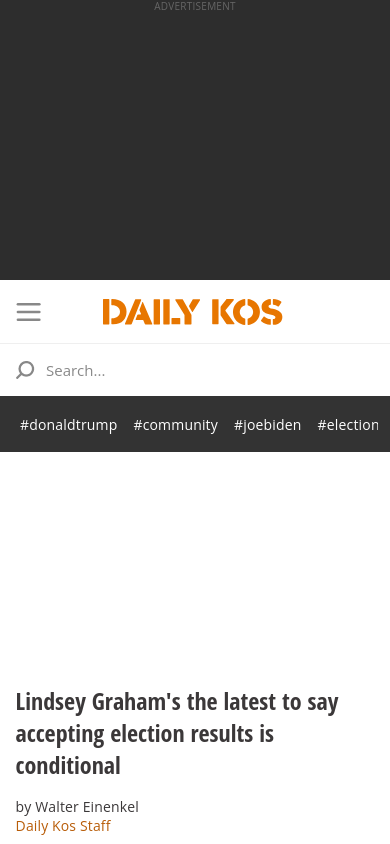 ADVERTISEMENT
DAILY KOS
Search...
#donaldtrump #community #joebiden #election
Lindsey Graham's the latest to say
accepting election results is
conditional
by Walter Einenkel
Daily Kos Staff